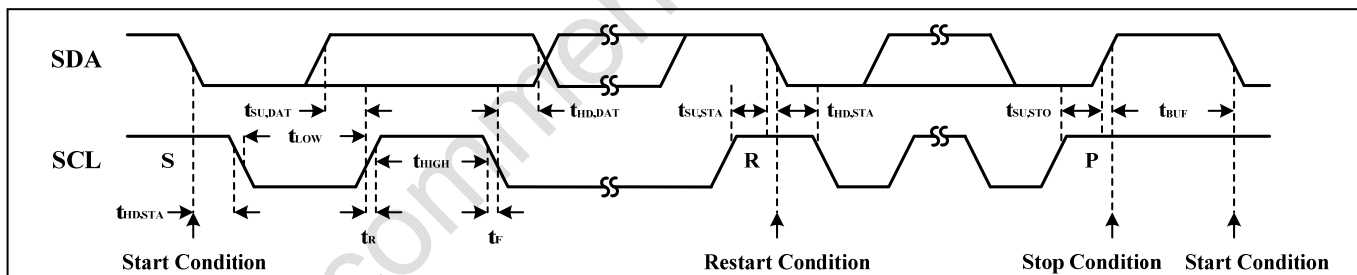 commen
SDA
tSU,DAT
tHD,DAT
tSU,STA
tHD,STA
tSU,STO
tBUF
tLOW
SCL
S
tHIGH
R
P
tHD,STA
tR
tF
Start Condition
Restart Condition
Stop Condition
Start Condition